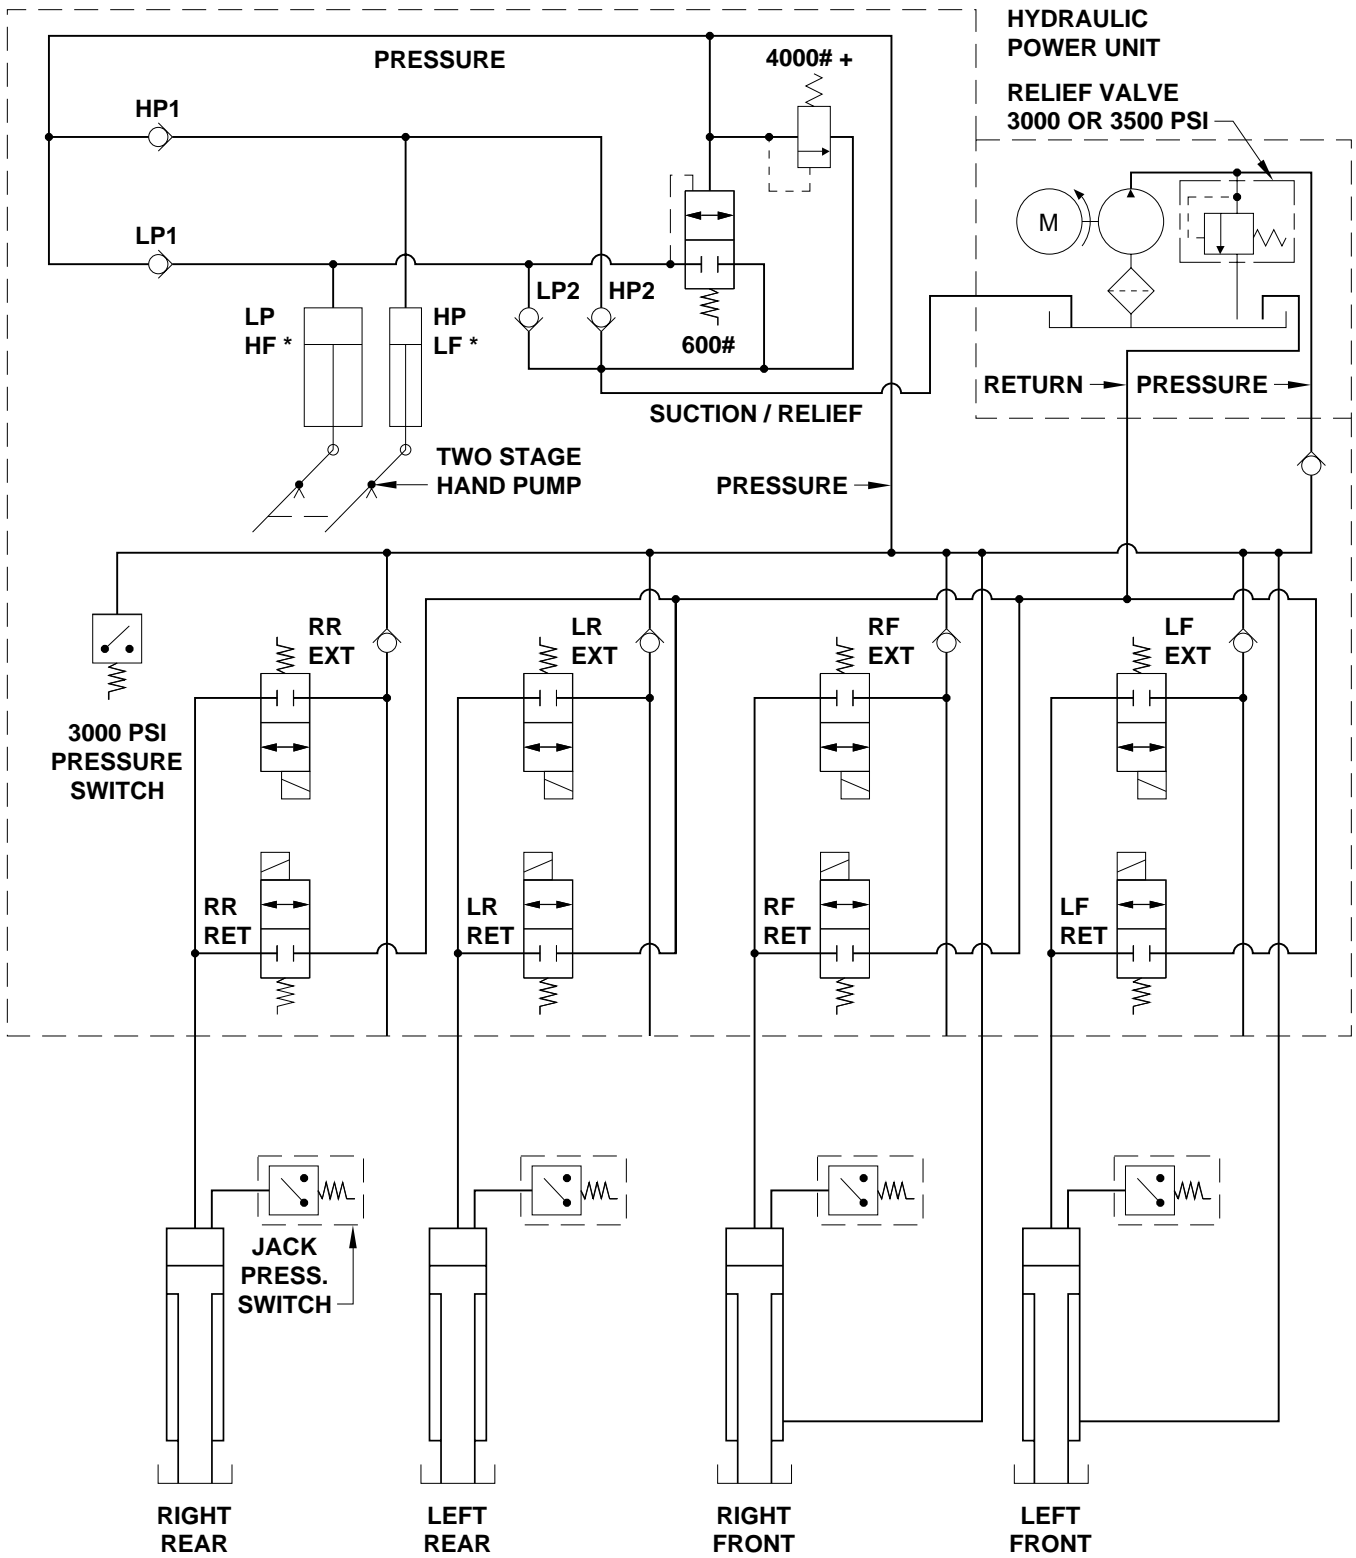 HYDRAULIC
POWER UNIT
PRESSURE
4000# +
RELIEF VALVE
3000 OR 3500 PSI
HP1
M
LP1
LP2
HP2
LP
HF *
HP
LF *
600#
RETURN
PRESSURE
SUCTION / RELIEF
TWO STAGE
HAND PUMP
PRESSURE
RR
EXT
LR
EXT
RF
EXT
LF
EXT
3000 PSI
PRESSURE
SWITCH
RR
RET
LR
RET
RF
RET
LF
RET
JACK
PRESS.
SWITCH
RIGHT
REAR
LEFT
REAR
RIGHT
FRONT
LEFT
FRONT